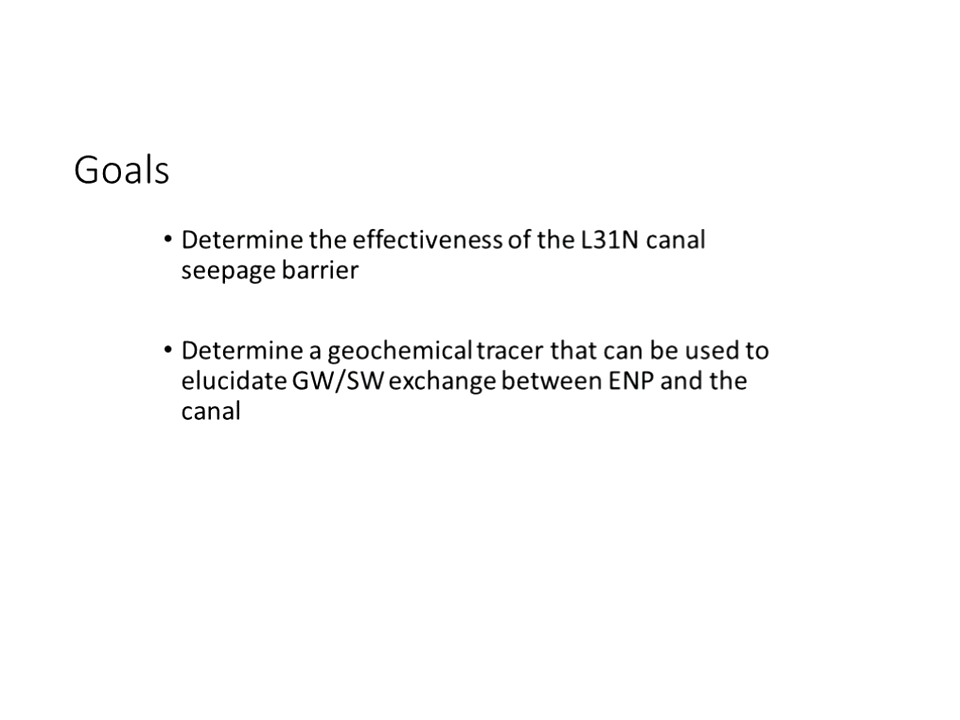 Goals
• Determine the effectiveness of the L31N canal
seepage barrier
• Determine a geochemical tracer that can be used to
elucidate GW/SW exchange between ENP and the
canal